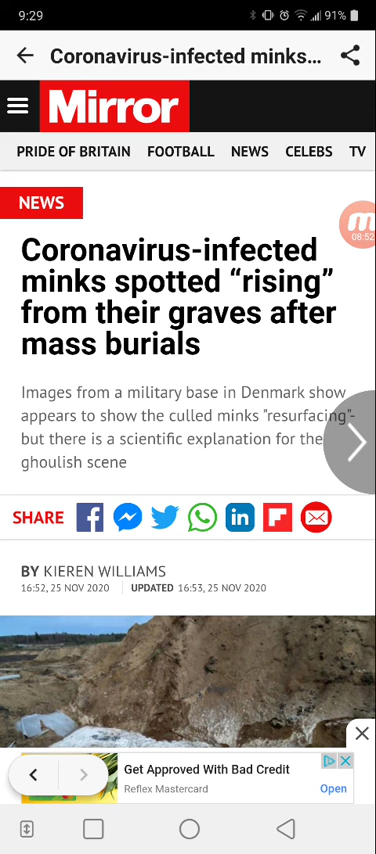 9:29
91%
Coronavirus-infected minks...
Mirror
PRIDE OF BRITAIN FOOTBALL NEWS CELEBS TV
NEWS
m
08:52
Coronavirus-infected
minks spotted “rising”
from their graves after
mass burials
Images from a military base in Denmark show
appears to show the culled minks "resurfacing"-
but there is a scientific explanation for the
ghoulish scene
SHARE
BY KIEREN WILLIAMS
16:52, 25 NOV 2020 UPDATED 16:53, 25 NOV 2020
Get Approved With Bad Credit
Reflex Mastercard Open